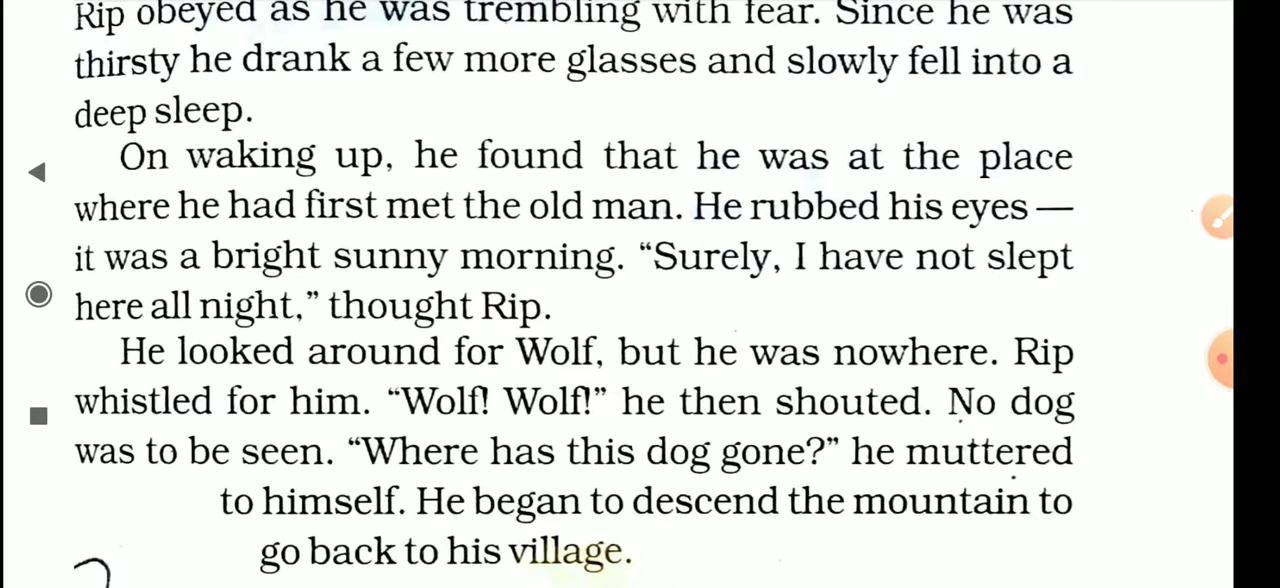 Rip obeyed as he was trembling with fear. Since he was
thirsty he drank a few more glasses and slowly fell into a
deep sleep.
On waking up, he found that he was at the place
where he had first met the old man. He rubbed his eyes —
it was a bright sunny morning. “Surely, I have not slept
here all night,” thought Rip.
He looked around for Wolf, but he was nowhere. Rip
whistled for him. “Wolf! Wolf!” he then shouted. No dog
was to be seen. “Where has this dog gone?” he muttered
to himself. He began to descend the mountain to
go back to his village.